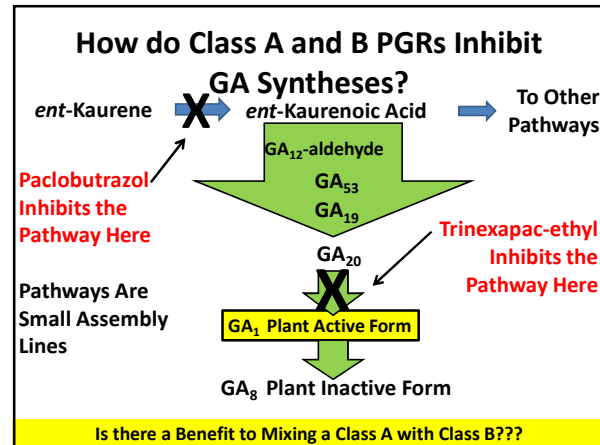 How do Class A and B PGRs Inhibit
GA Syntheses?
ent-Kaurene
ent-Kaurenoic Acid
To Other
Pathways
GA12-aldehyde
GA53
GA19
Paclobutrazol
Inhibits the
Pathway Here
Trinexapac-ethyl
Inhibits the
Pathway Here
GA20
Pathways Are
Small Assembly
Lines
GA1 Plant Active Form
GA8 Plant Inactive Form
Is there a Benefit to Mixing a Class A with Class B???